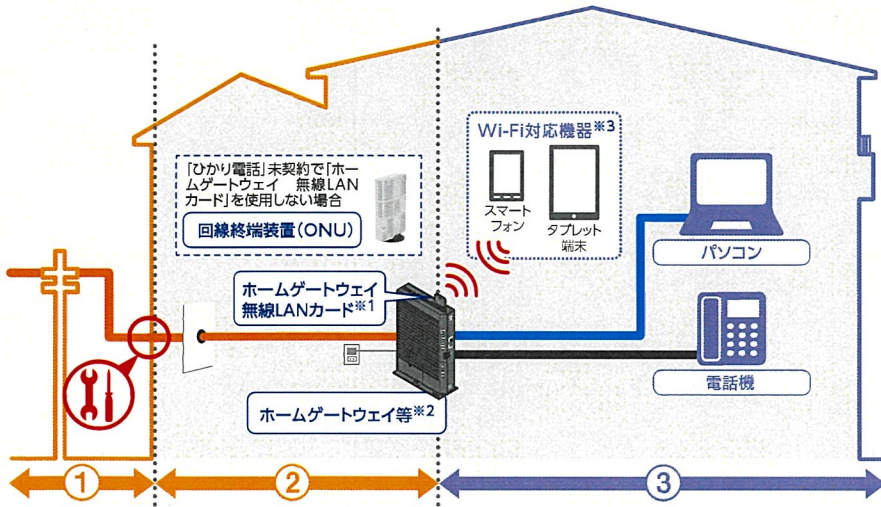 「ひかり電話」未契約で「ホー
ムゲートウェイ 無線LAN
カード」を使用しない場合
回線終端装置(ONU)
Wi-Fi対応機器※3
スマート
フォン
タブレット
端末
パソコン
ホームゲートウェイ
無線LANカード※1
電話機
ホームゲートウェイ等※2
①
②
③